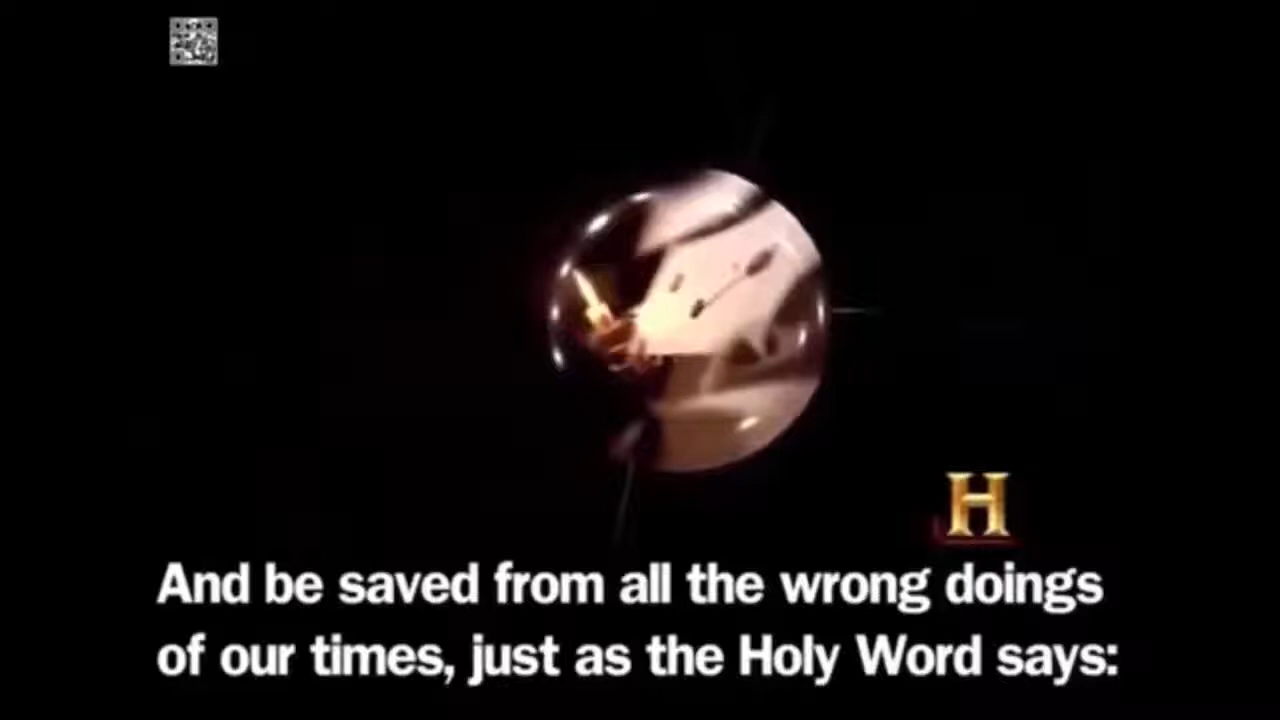 H
And be saved from all the wrong doings
of our times, just as the Holy Word says: